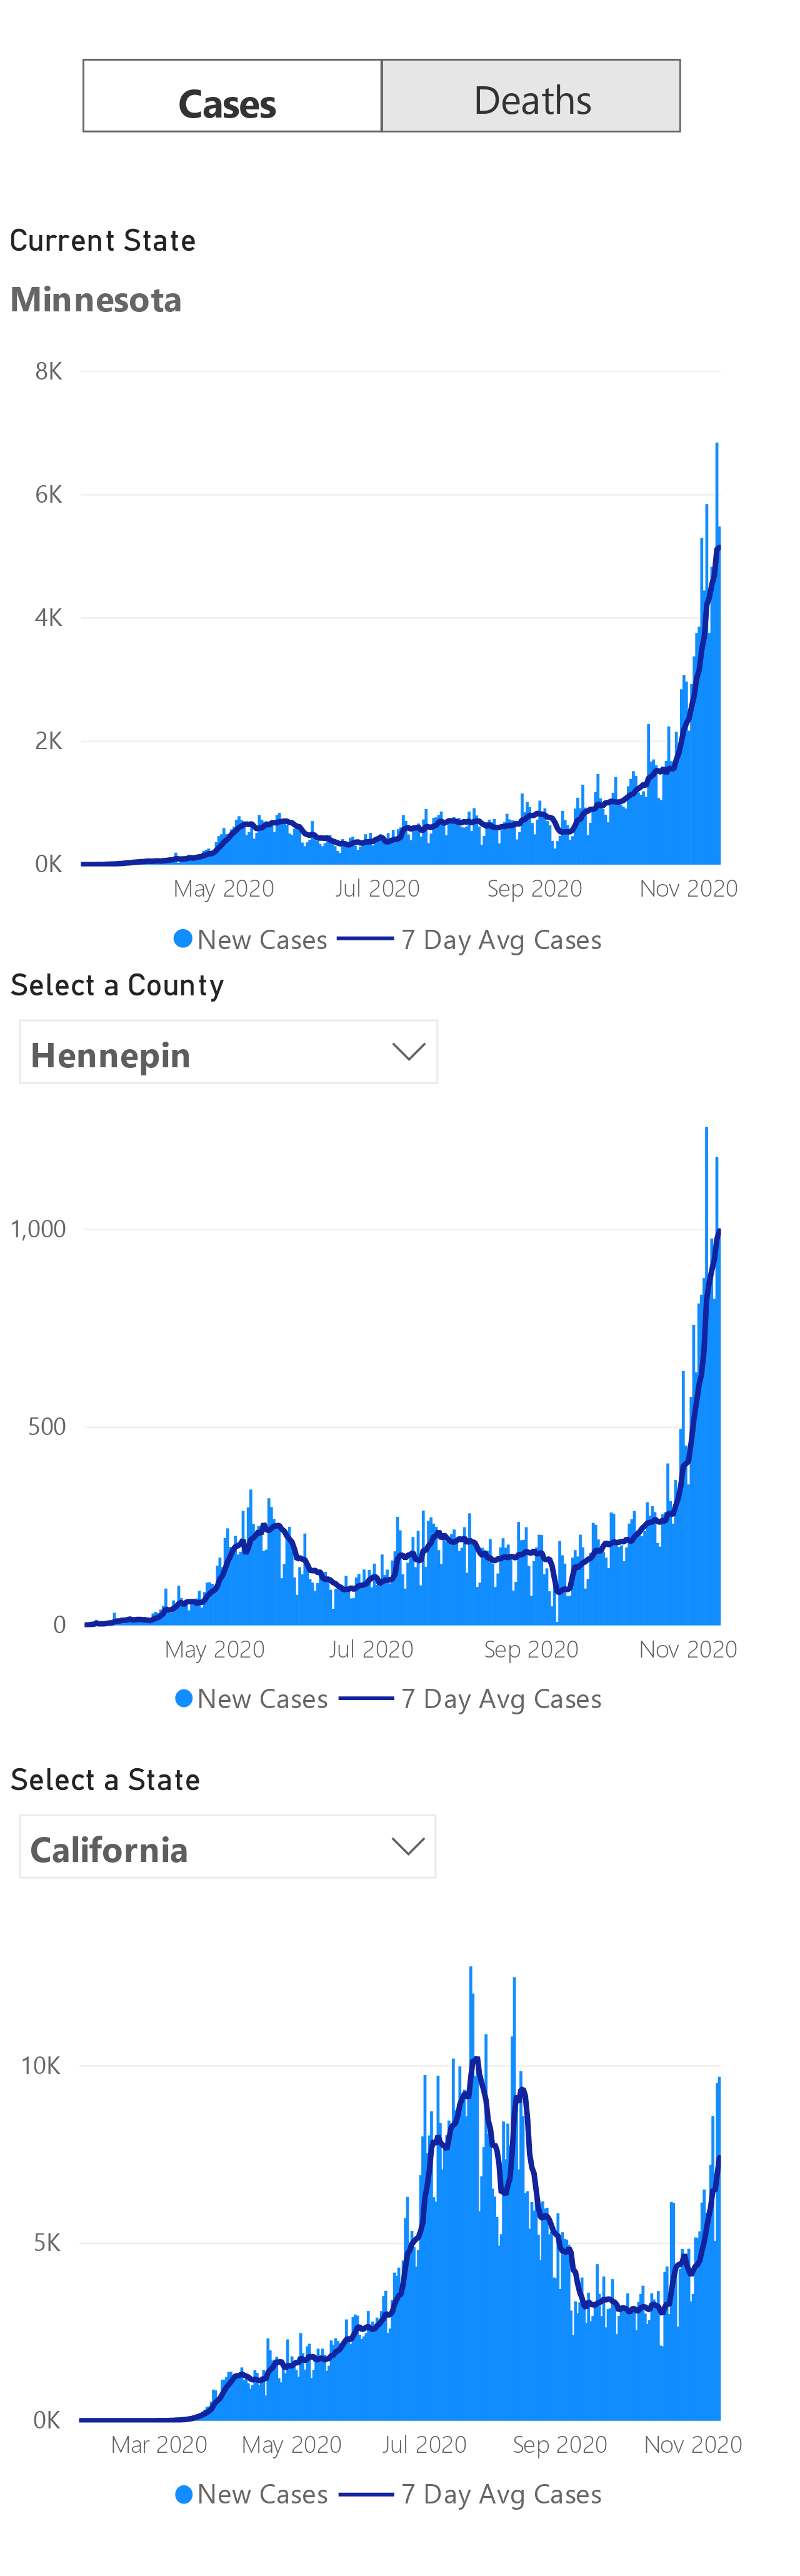 Cases Deaths
Current State
Minnesota
8K
6K
4K
2K
0K
May 2020 Jul 2020 Sep 2020 Nov 2020
New Cases 7 Day Avg Cases
Select a County
Hennepin
1,000
500
0
May 2020 Jul 2020 Sep 2020 Nov 2020
New Cases 7 Day Avg Cases
Select a State
California
10K
5K
0K
Mar 2020 May 2020 Jul 2020 Sep 2020 Nov 2020
New Cases 7 Day Avg Cases